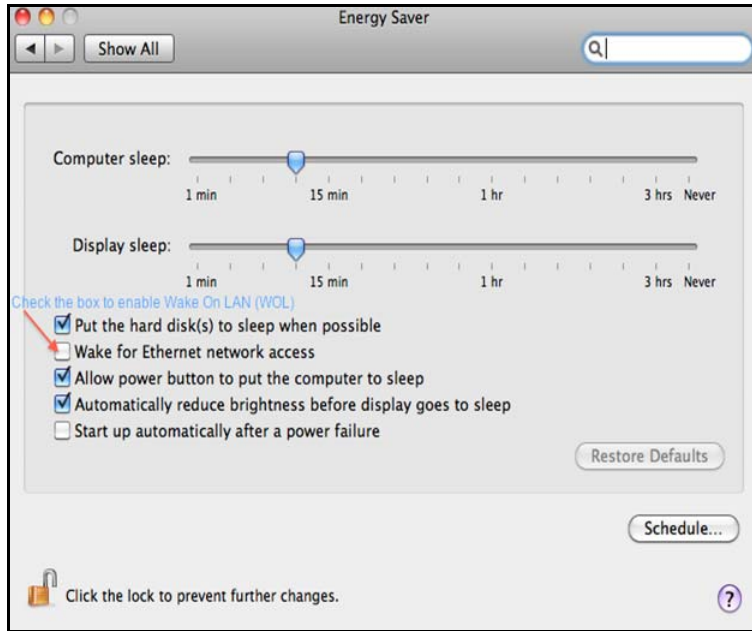 Energy Saver
Show All
Computer sleep:
1 min 15 min 1 hr 3 hrs Never
Display sleep:
1 min 15 min 1 hr 3 hrs Never
Check the box to enable Wake On LAN (WOL)
Put the hard disk(s) to sleep when possible
Wake for Ethernet network access
Allow power button to put the computer to sleep
Automatically reduce brightness before display goes to sleep
Start up automatically after a power failure
Restore Defaults
Schedule...
Click the lock to prevent further changes.
?